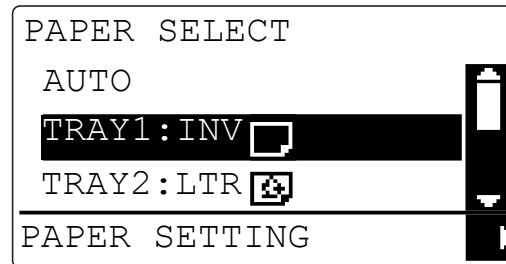 PAPER SELECT
AUTO
TRAY1:INV
TRAY2:LTR
PAPER SETTING